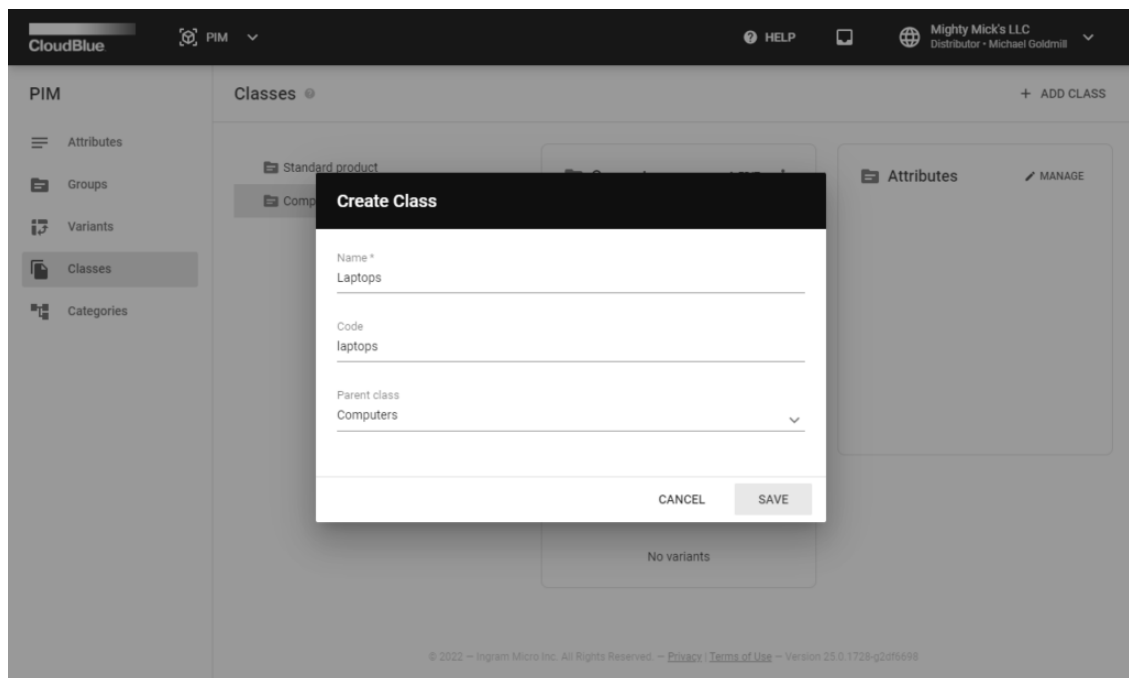 CloudBlue
PIM
HELP
Mighty Mick's LLC
Distributor • Michael Goldmill
PIM
Classes
+ ADD CLASS
Attributes
Groups
Variants
Classes
Categories
Standard product
Comp
Attributes
MANAGE
Create Class
Name *
Laptops
Code
laptops
Parent class
Computers
CANCEL
SAVE
No variants
© 2022 — Ingram Micro Inc. All Rights Reserved. — Privacy | Terms of Use — Version 25.0.1728-g2df6698